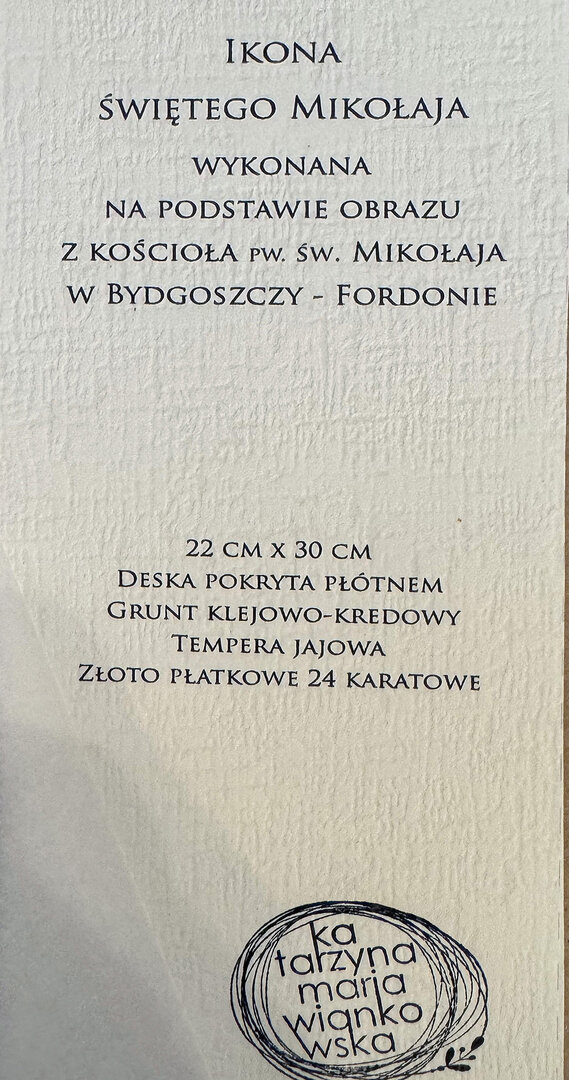 Ikona
Świętego Mikołaja
wykonana
na podstawie obrazu
z kościoła pw. św. Mikołaja
w Bydgoszczy - Fordonie
22 cm x 30 cm
Deska pokryta płótnem
Grunt klejowo-kredowy
Tempera jajowa
Złoto płatkowe 24 karatowe
ka
tarzyna
maria
wianko
wska